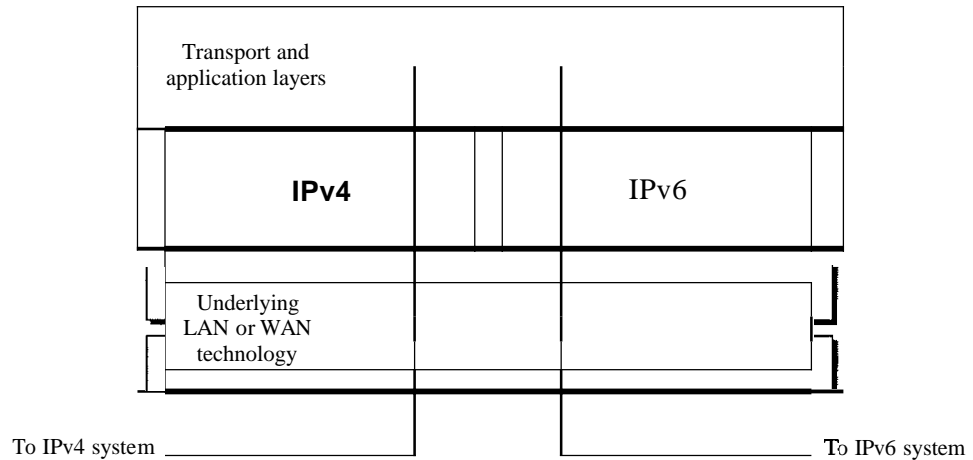 Transport and
application layers
IPv4
IPv6
Underlying
LAN or WAN
technology
To IPv4 system
To IPv6 system